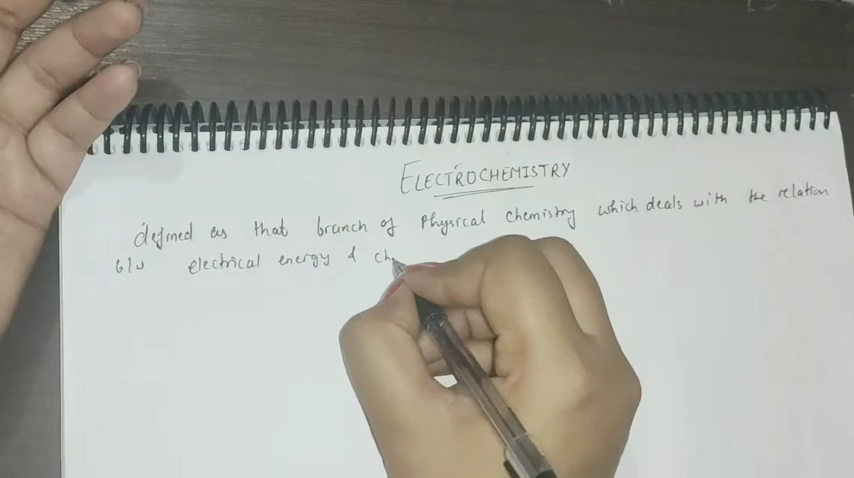 ELECTROCHEMISTRY
defined as that branch of Physical chemistry which deals with the relation
b/w electrical energy & ch